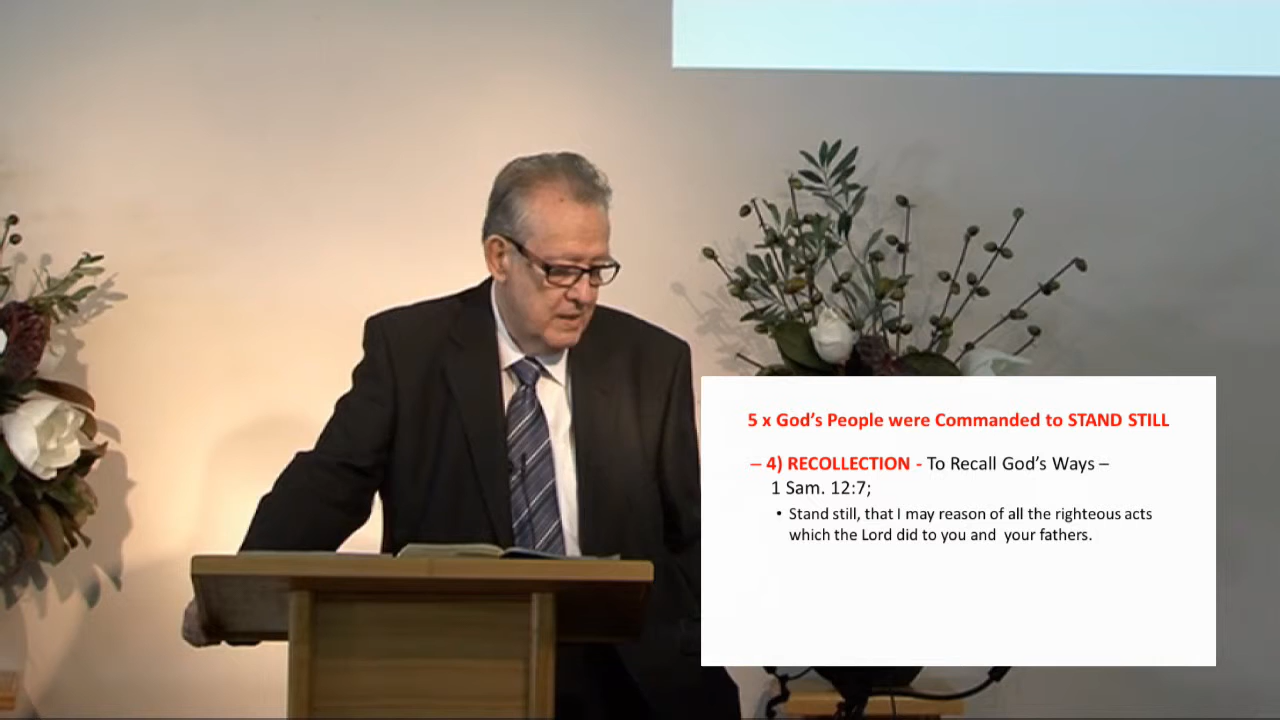 5 x God's People were Commanded to STAND STILL
– 4) RECOLLECTION - To Recall God's Ways –
1 Sam. 12:7;
• Stand still, that I may reason of all the righteous acts
which the Lord did to you and  your fathers.